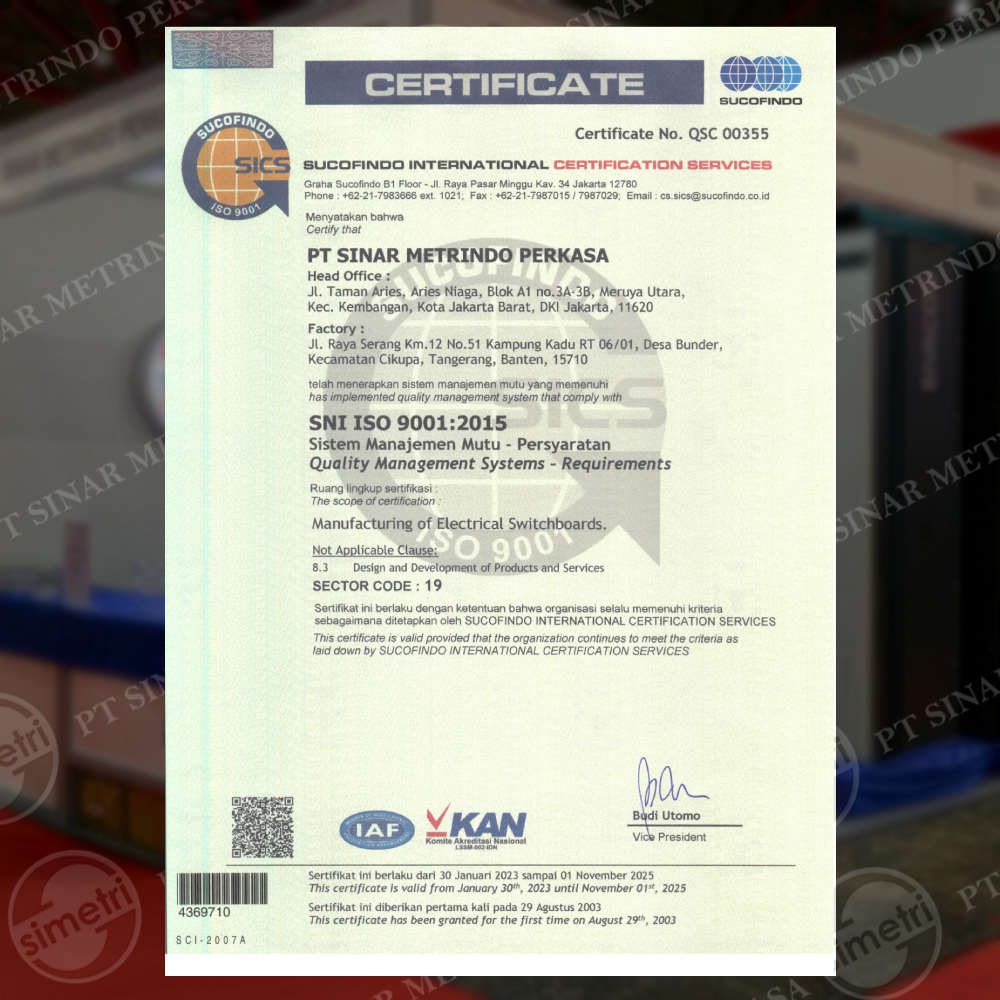 CERTIFICATE
SUCOFINDO
Certificate No. QSC 00355
SUCOFINDO
SICS
ISO 9001
SUCOFINDO INTERNATIONAL CERTIFICATION SERVICES
Graha Sucofindo B1 Floor - Jl. Raya Pasar Minggu Kav. 34 Jakarta 12780
Phone : +62-21-7983666 ext. 1021; Fax : +62-21-7987015 / 7987029; Email : cs.sics@sucofindo.co.id
Menyatakan bahwa
Certify that
PT SINAR METRINDO PERKASA
Head Office :
Jl. Taman Aries, Aries Niaga, Blok A1 no.3A-3B, Meruya Utara,
Kec. Kembangan, Kota Jakarta Barat, DKI Jakarta, 11620
Factory :
Jl. Raya Serang Km.12 No.51 Kampung Kadu RT 06/01, Desa Bunder,
Kecamatan Cikupa, Tangerang, Banten, 15710
telah menerapkan sistem manajemen mutu yang memenuhi
has implemented quality management system that comply with
SNI ISO 9001:2015
Sistem Manajemen Mutu - Persyaratan
Quality Management Systems - Requirements
Ruang lingkup sertifikasi :
The scope of certification :
Manufacturing of Electrical Switchboards.
Not Applicable Clause:
8.3 Design and Development of Products and Services
SECTOR CODE : 19
Sertifikat ini berlaku dengan ketentuan bahwa organisasi selalu memenuhi kriteria
sebagaimana ditetapkan oleh SUCOFINDO INTERNATIONAL CERTIFICATION SERVICES
This certificate is valid provided that the organization continues to meet the criteria as
laid down by SUCOFINDO INTERNATIONAL CERTIFICATION SERVICES
SUCOFINDO
SICS
ISO 9001
Budi Utomo
Vice President
IAF
KAN
Komite Akreditasi Nasional
LSSM-002-IDN
Sertifikat ini berlaku dari 30 Januari 2023 sampai 01 November 2025
This certificate is valid from January 30th, 2023 until November 01st, 2025
Sertifikat ini diberikan pertama kali pada 29 Agustus 2003
This certificate has been granted for the first time on August 29th, 2003
4369710
SCI-2007A
PT SINAR METRINDO PERKASA
simetri
simetri